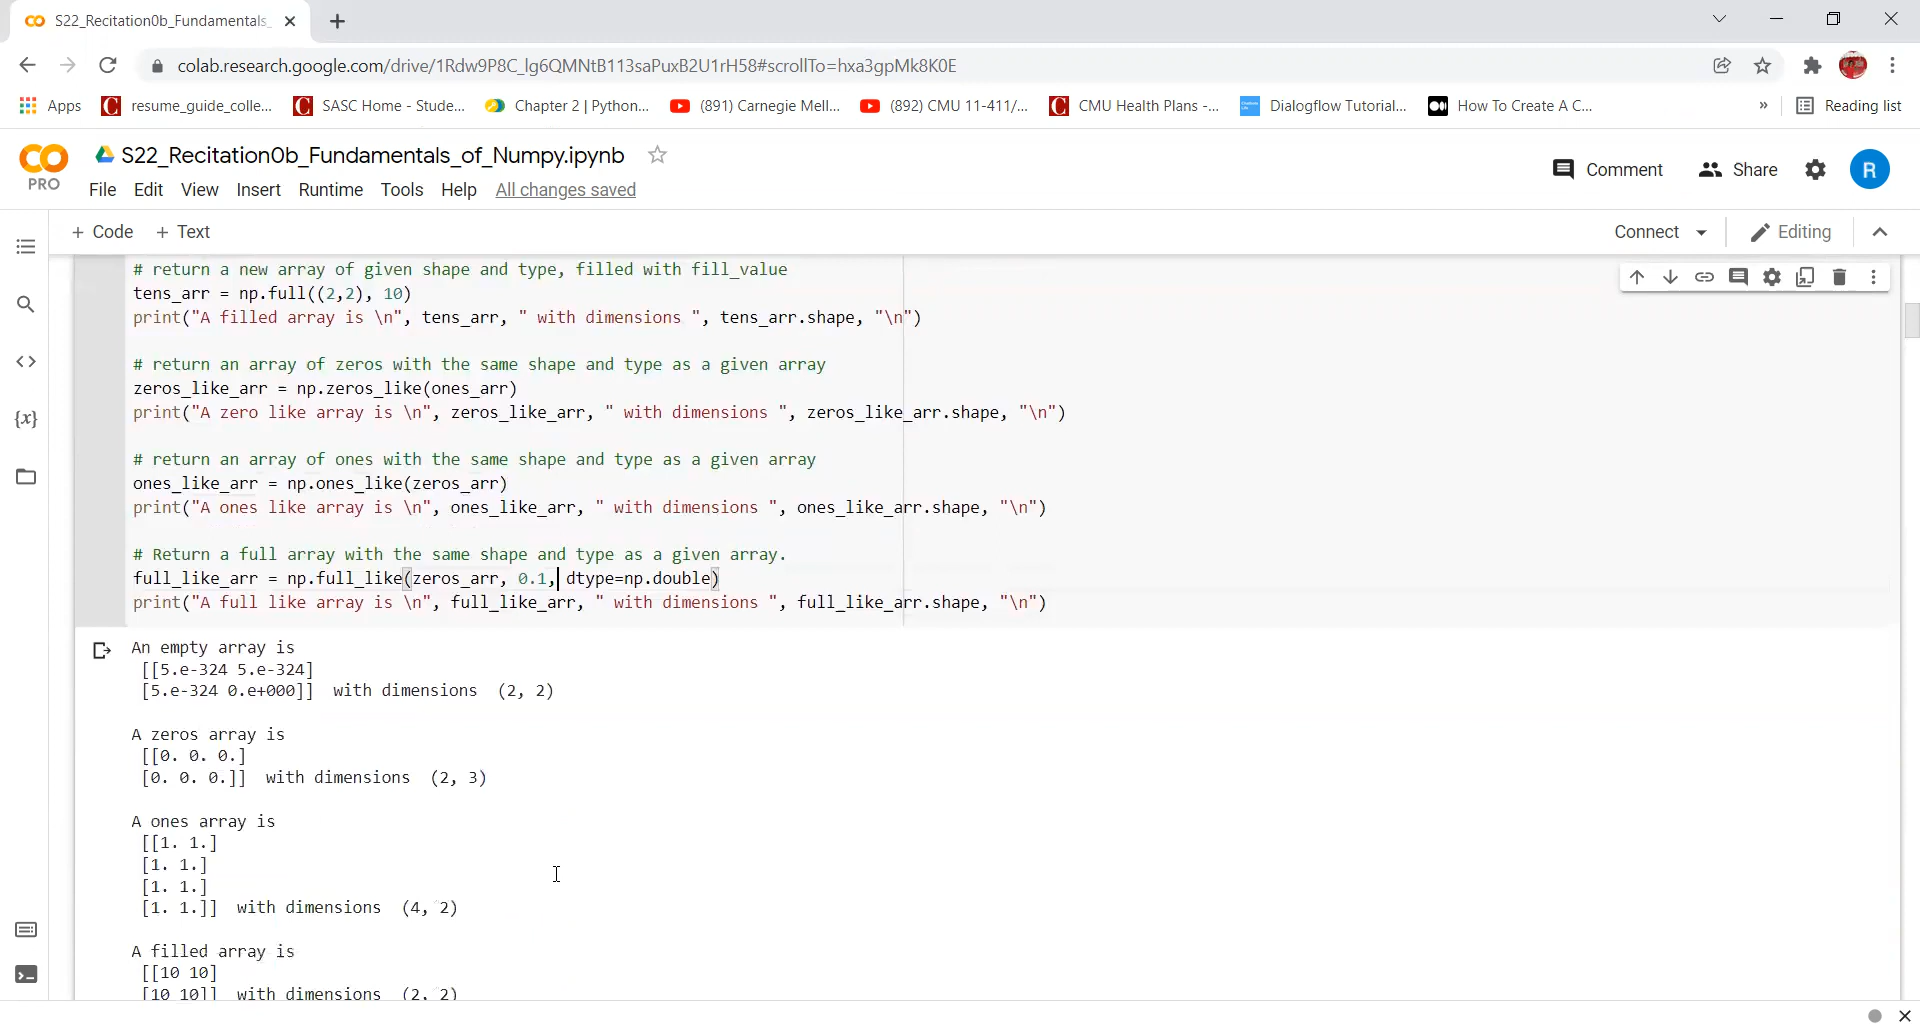 S22_Recitation0b_Fundamentals_
colab.research.google.com/drive/1Rdw9P8C_lg6QMNtB113saPuxB2U1rH58#scrollTo=hxa3gpMk8K0E
Apps resume_guide_colle... SASC Home - Stude... Chapter 2 | Python... (891) Carnegie Mell... (892) CMU 11-411/... CMU Health Plans -... Dialogflow Tutorial... How To Create A C... » Reading list
S22_Recitation0b_Fundamentals_of_Numpy.ipynb
PRO
File Edit View Insert Runtime Tools Help All changes saved
Comment Share R
+ Code + Text Connect Editing
# return a new array of given shape and type, filled with fill_value
tens_arr = np.full((2,2), 10)
print("A filled array is \n", tens_arr, " with dimensions ", tens_arr.shape, "\n")
# return an array of zeros with the same shape and type as a given array
zeros_like_arr = np.zeros_like(ones_arr)
print("A zero like array is \n", zeros_like_arr, " with dimensions ", zeros_like_arr.shape, "\n")
# return an array of ones with the same shape and type as a given array
ones_like_arr = np.ones_like(zeros_arr)
print("A ones like array is \n", ones_like_arr, " with dimensions ", ones_like_arr.shape, "\n")
# Return a full array with the same shape and type as a given array.
full_like_arr = np.full_like(zeros_arr, 0.1, dtype=np.double)
print("A full like array is \n", full_like_arr, " with dimensions ", full_like_arr.shape, "\n")
An empty array is
[[5.e-324 5.e-324]
[5.e-324 0.e+000]] with dimensions (2, 2)
A zeros array is
[[0. 0. 0.]
[0. 0. 0.]] with dimensions (2, 3)
A ones array is
[[1. 1.]
[1. 1.]
[1. 1.]
[1. 1.]] with dimensions (4, 2)
A filled array is
[[10 10]
[10 10]] with dimensions (2, 2)